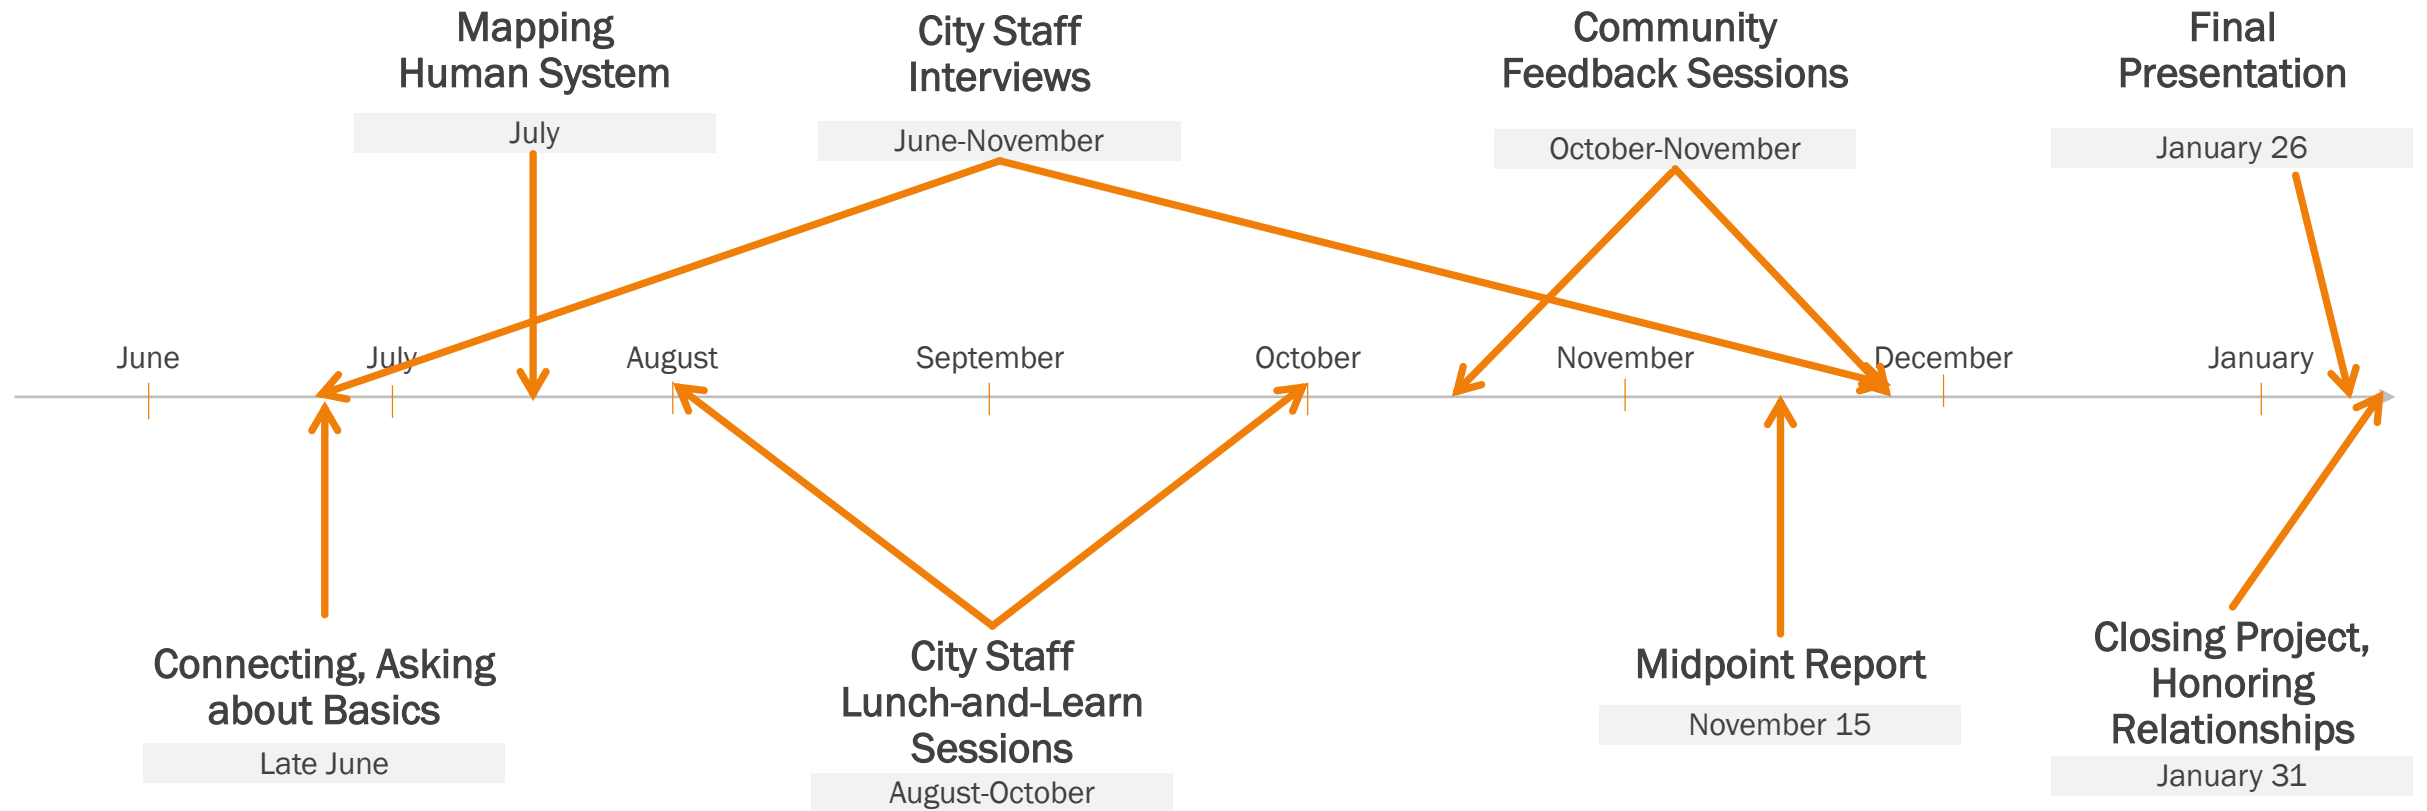 Mapping
Human System
July
City Staff
Interviews
June-November
Community
Feedback Sessions
October-November
Final
Presentation
January 26
June
July
August
September
October
November
December
January
Connecting, Asking
about Basics
Late June
City Staff
Lunch-and-Learn
Sessions
August-October
Midpoint Report
November 15
Closing Project,
Honoring
Relationships
January 31